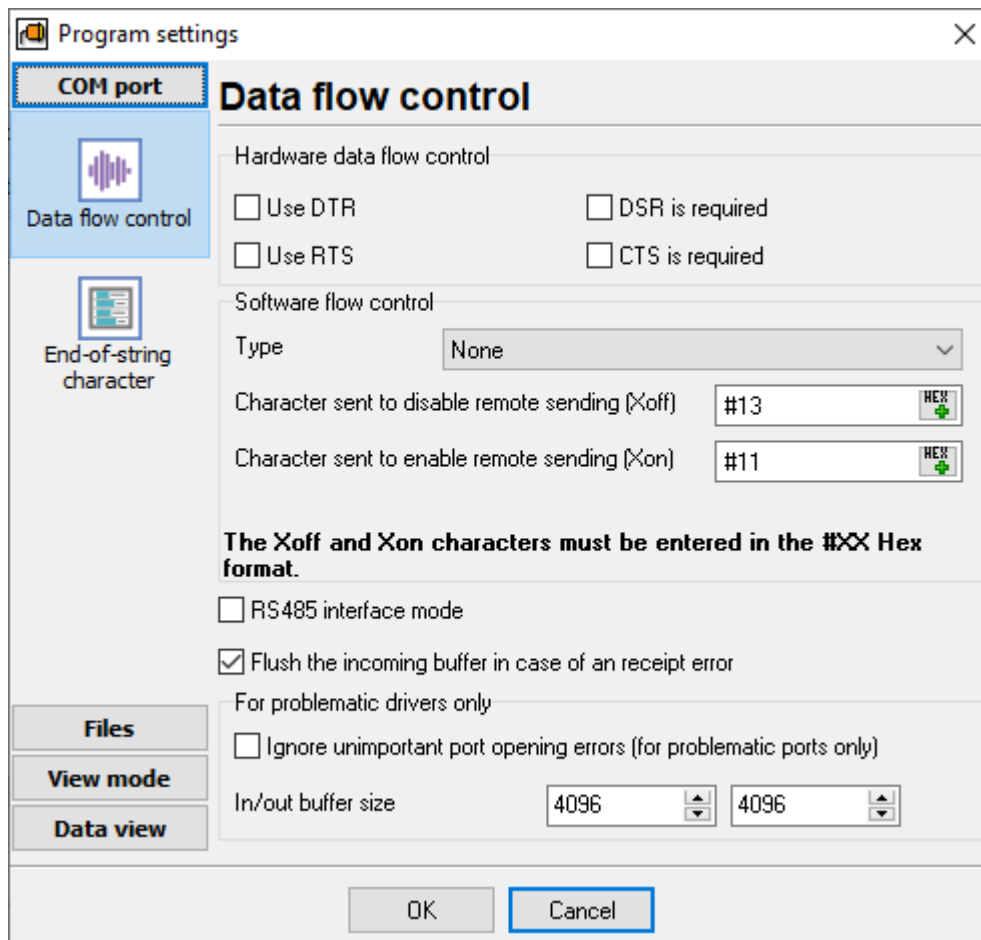 Program settings
COM port
Data flow control
End-of-string
character
Files
View mode
Data view
Data flow control
Hardware data flow control
Use DTR
DSR is required
Use RTS
CTS is required
Software flow control
Type
None
Character sent to disable remote sending (Xoff)
#13
HEX
Character sent to enable remote sending (Xon)
#11
HEX
The Xoff and Xon characters must be entered in the #XX Hex
format.
RS485 interface mode
Flush the incoming buffer in case of an receipt error
For problematic drivers only
Ignore unimportant port opening errors (for problematic ports only)
In/out buffer size
4096
4096
OK
Cancel